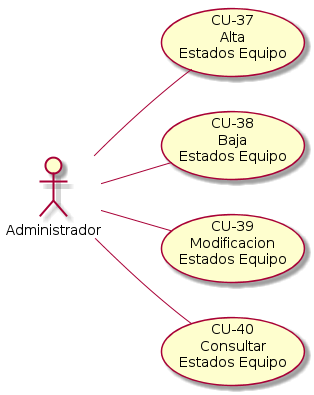 CU-37
Alta
Estados Equipo
CU-38
Baja
Estados Equipo
Administrador
CU-39
Modificacion
Estados Equipo
CU-40
Consultar
Estados Equipo